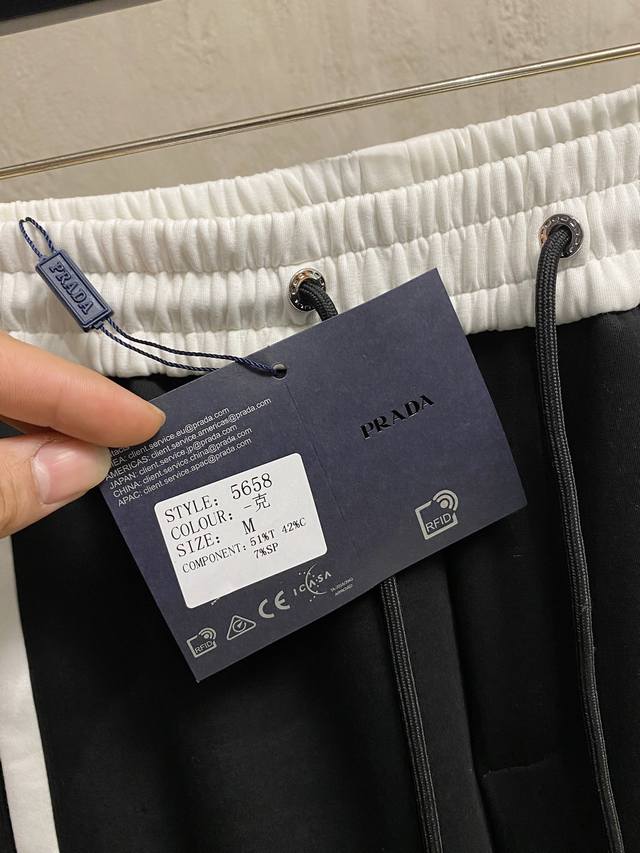 PRADA
EA: client.service.eu@prada.com
AMERICAS: client.service.americas@prada.com
JAPAN: client.service.jp@prada.com
CHINA: client.service.china@prada.com
APAC: client.service.apac@prada.com
STYLE: 5658
COLOUR: -克
SIZE: M
COMPONENT: 51%T 42%C
7%SP
RFID
CE
ICASA
APPROVED
PRADA
RFID